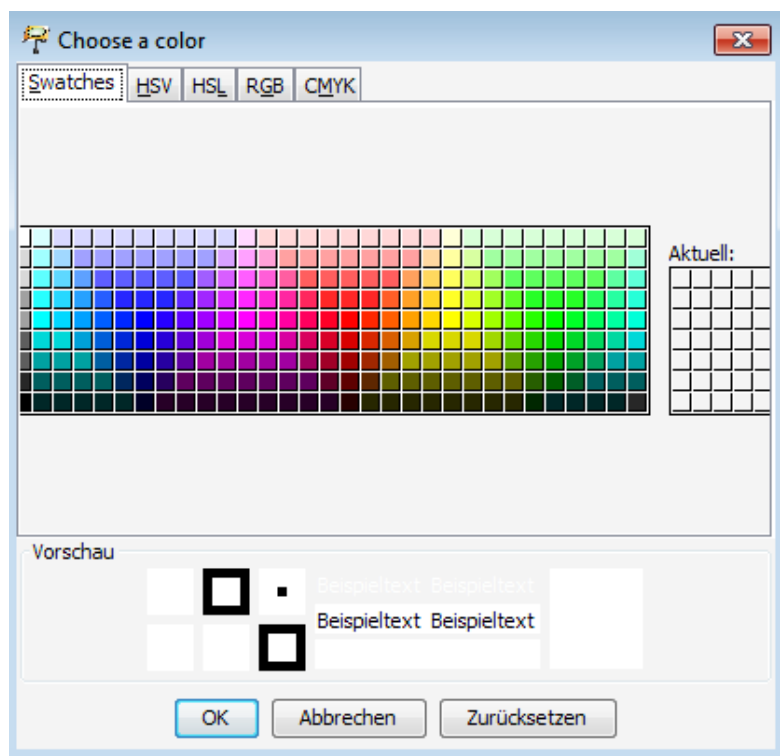 Choose a color
Swatches HSV HSL RGB CMYK
Aktuell:
Vorschau
Beispieltext Beispieltext
Beispieltext Beispieltext
OK Abbrechen Zurücksetzen